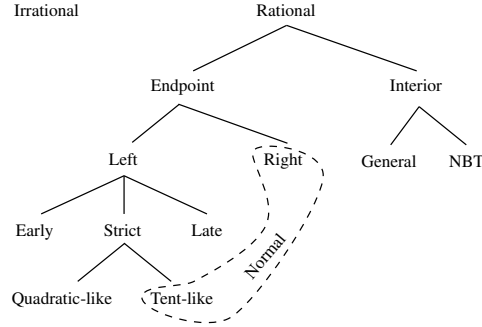 Irrational Rational
Endpoint Interior
Left Right General NBT
Early Strict Late
Normal
Quadratic-like Tent-like